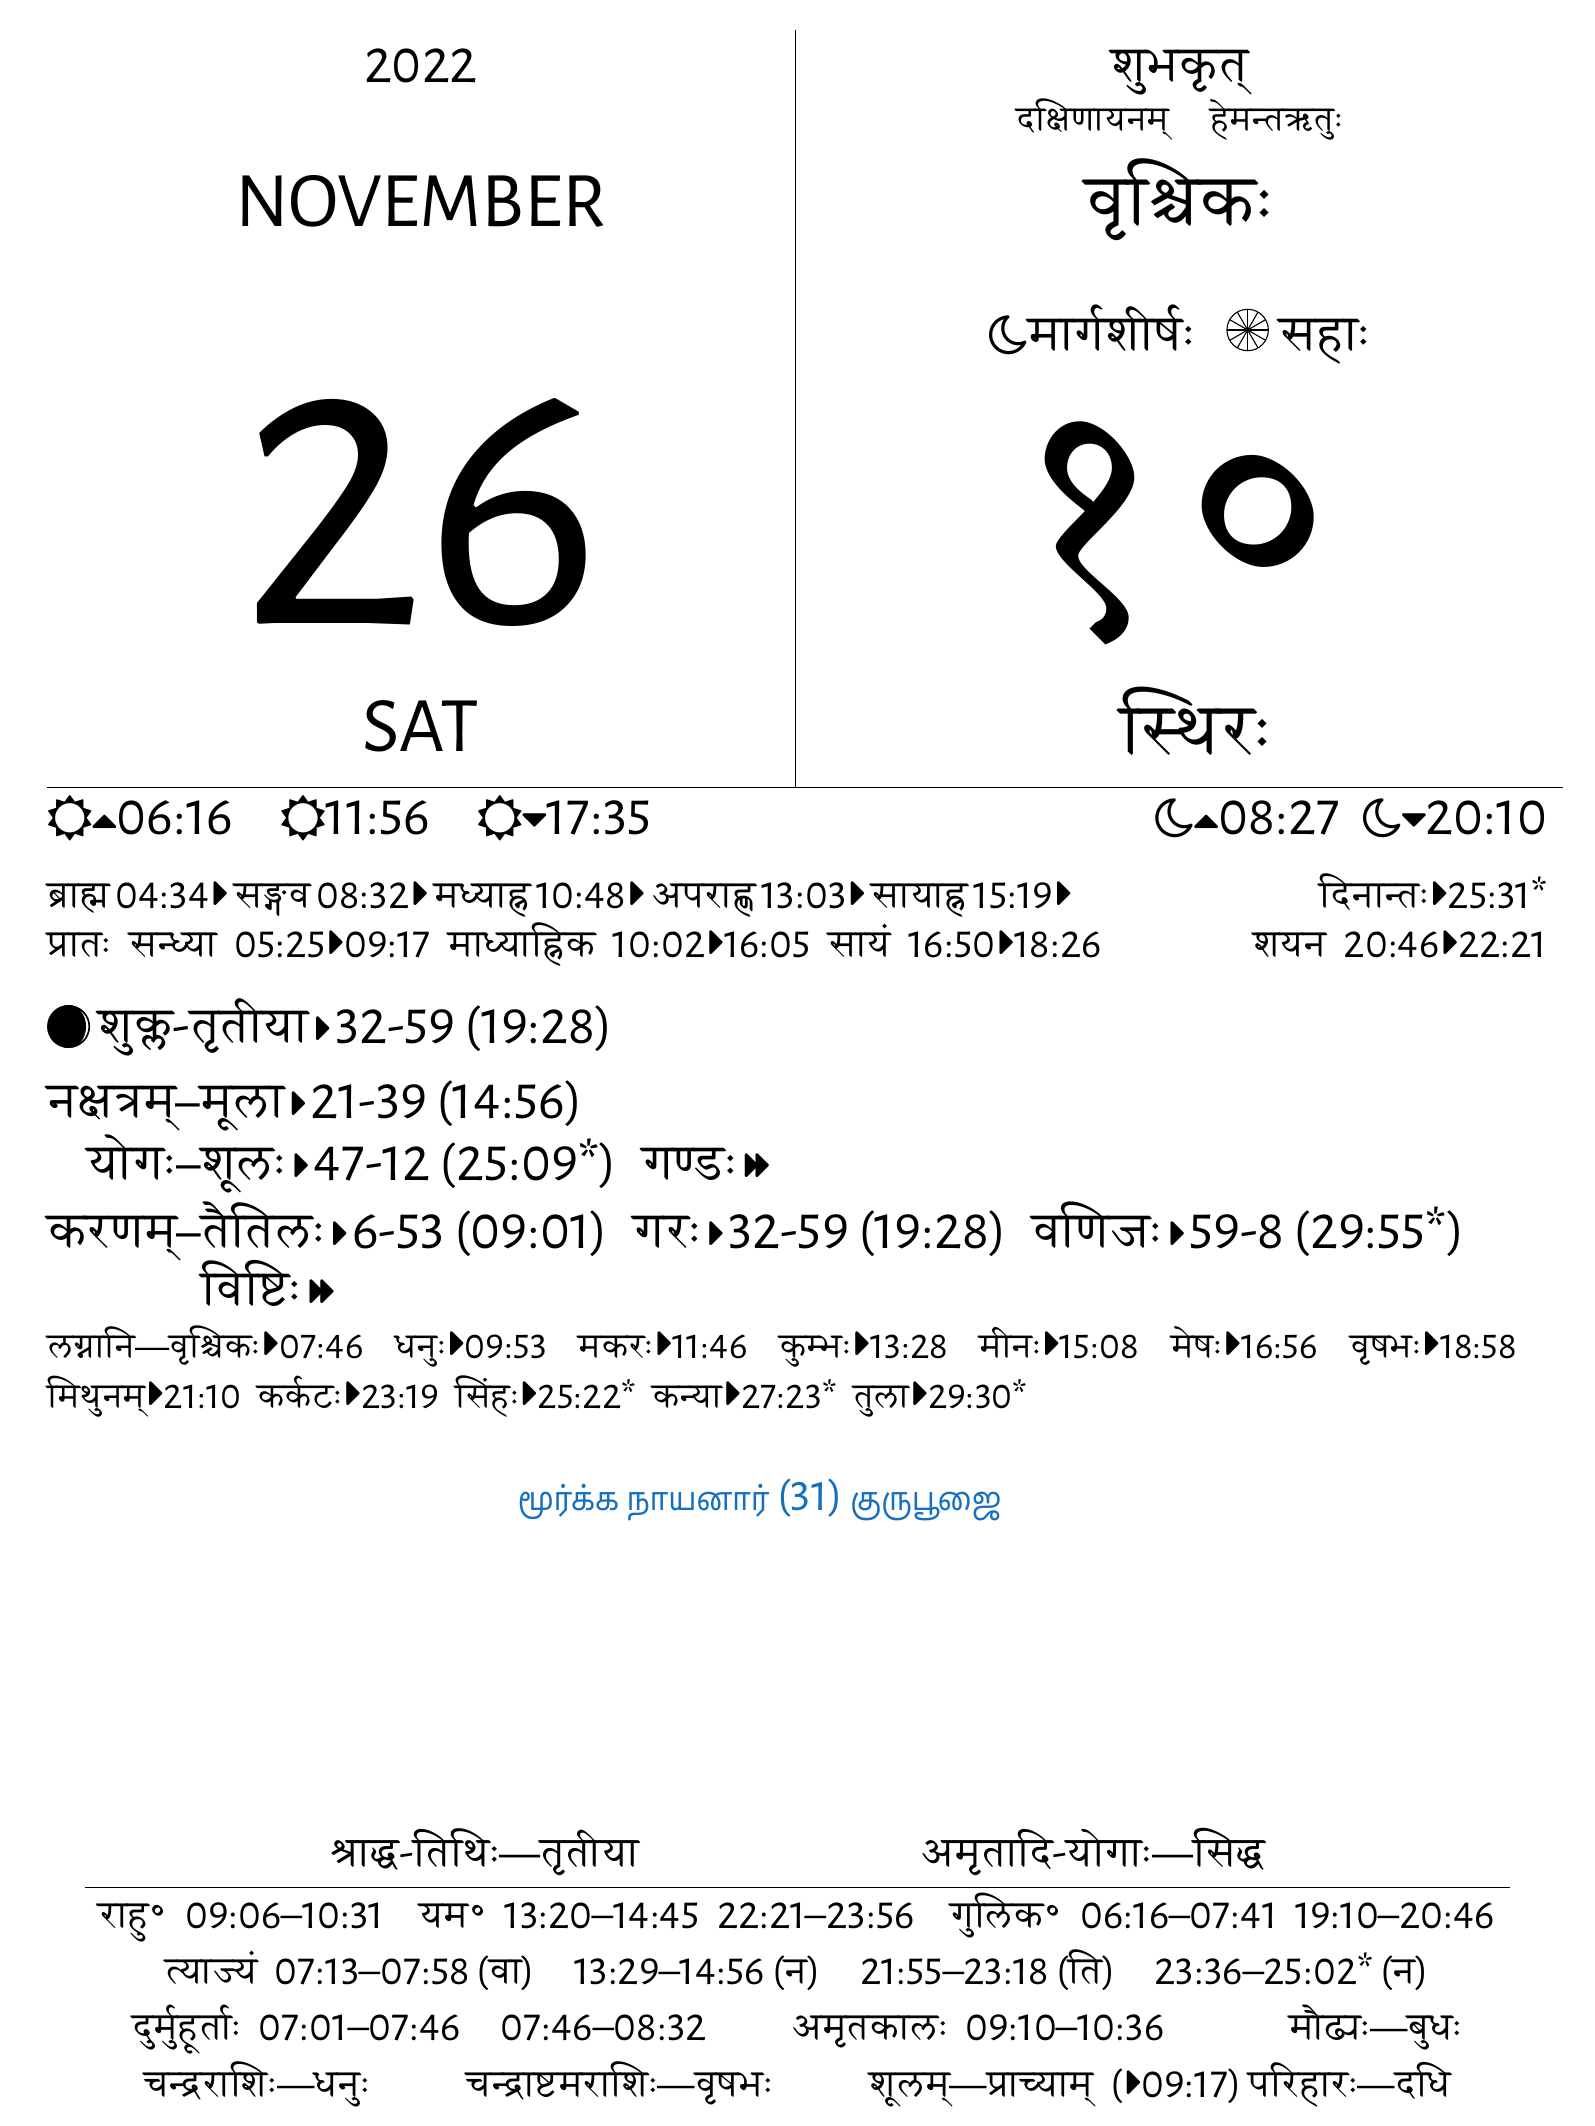 2022
NOVEMBER
26
SAT
शुभकृत्
दक्षिणायनम् हेमन्तऋतुः
वृश्चिकः
मार्गशीर्षः सहाः
१०
स्थिरः
06:16 11:56 17:35 08:27 20:10
ब्राह्म 04:34 सङ्गव 08:32 मध्याह्न 10:48 अपराह्ण 13:03 सायाह्न 15:19 दिनान्तः 25:31*
प्रातः सन्ध्या 05:25 09:17 माध्याह्निक 10:02 16:05 सायं 16:50 18:26 शयन 20:46 22:21
शुक्ल-तृतीया 32-59 (19:28)
नक्षत्रम्–मूला 21-39 (14:56)
योगः–शूलः 47-12 (25:09*) गण्डः
करणम्–तैतिलः 6-53 (09:01) गरः 32-59 (19:28) वणिजः 59-8 (29:55*)
विष्टिः
लग्नानि—वृश्चिकः 07:46 धनुः 09:53 मकरः 11:46 कुम्भः 13:28 मीनः 15:08 मेषः 16:56 वृषभः 18:58
मिथुनम् 21:10 कर्कटः 23:19 सिंहः 25:22* कन्या 27:23* तुला 29:30*
மூர்க்க நாயனார் (31) குருபூஜை
श्राद्ध-तिथिः—तृतीया अमृतादि-योगाः—सिद्ध
राहु॰ 09:06–10:31 यम॰ 13:20–14:45 22:21–23:56 गुलिक॰ 06:16–07:41 19:10–20:46
त्याज्यं 07:13–07:58 (वा) 13:29–14:56 (न) 21:55–23:18 (ति) 23:36–25:02* (न)
दुर्मुहूर्ताः 07:01–07:46 07:46–08:32 अमृतकालः 09:10–10:36 मौढ्यः—बुधः
चन्द्रराशिः—धनुः चन्द्राष्टमराशिः—वृषभः शूलम्—प्राच्याम् (09:17) परिहारः—दधि